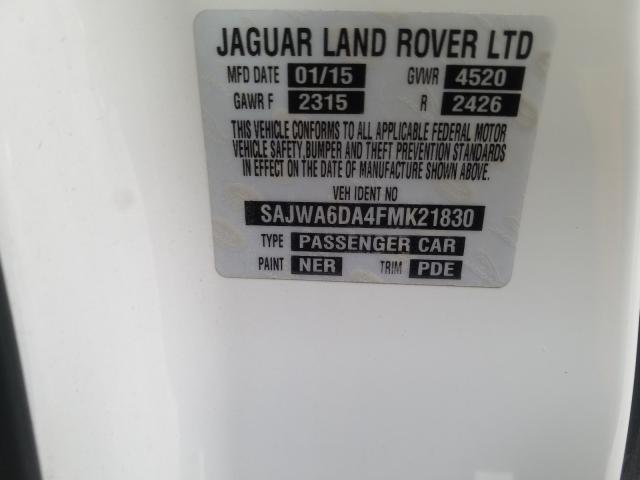 JAGUAR LAND ROVER LTD
MFD DATE 01/15 GVWR 4520
GAWR F 2315 R 2426
THIS VEHICLE CONFORMS TO ALL APPLICABLE FEDERAL MOTOR
VEHICLE SAFETY,BUMPER AND THEFT PREVENTION STANDARDS
IN EFFECT ON THE DATE OF MANUFACTURE SHOWN ABOVE.
VEH IDENT NO
SAJWA6DA4FMK21830
TYPE PASSENGER CAR
PAINT NER TRIM PDE